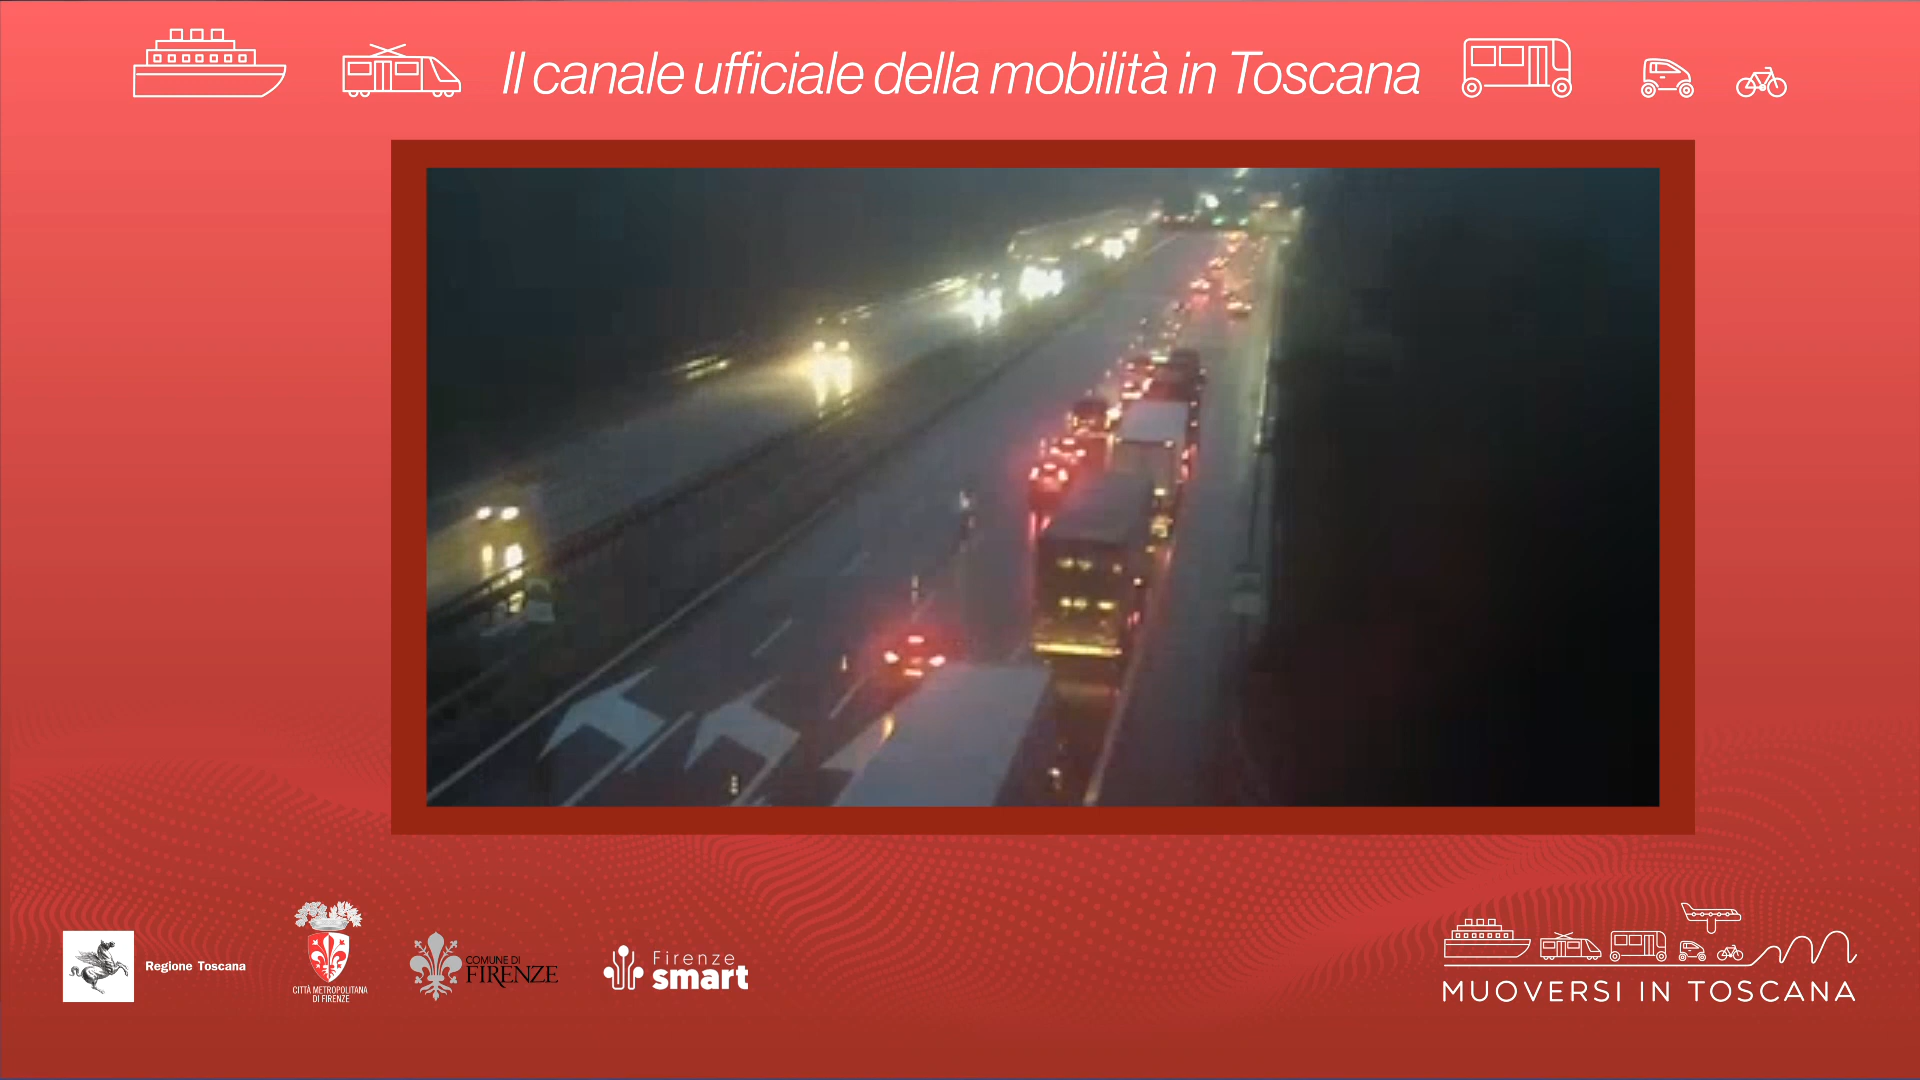 Il canale ufficiale della mobilità in Toscana
Regione Toscana
CITTÀ METROPOLITANA
DI FIRENZE
COMUNE DI
FIRENZE
Firenze
smart
MUOVERSI IN TOSCANA